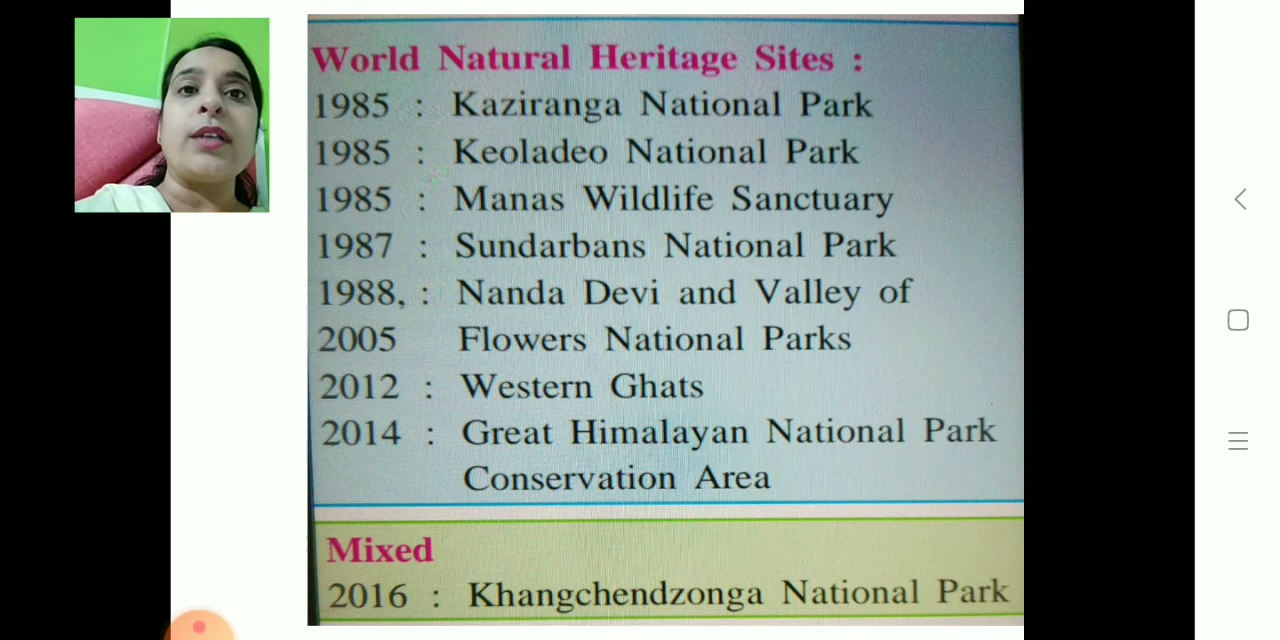 World Natural Heritage Sites :
1985 : Kaziranga National Park
1985 : Keoladeo National Park
1985 : Manas Wildlife Sanctuary
1987 : Sundarbans National Park
1988, : Nanda Devi and Valley of
2005 Flowers National Parks
2012 : Western Ghats
2014 : Great Himalayan National Park
Conservation Area
Mixed
2016 : Khangchendzonga National Park